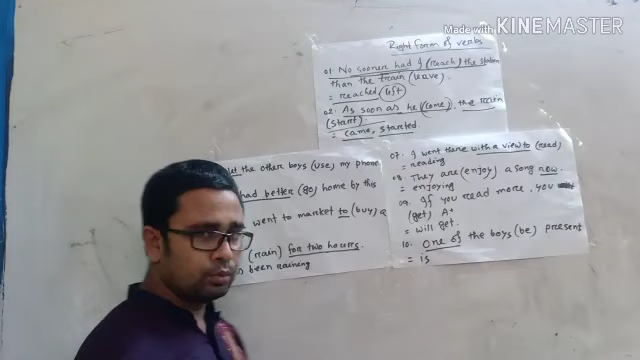 Made with KINEMASTER
Right form of verbs
01. No sooner had I (reach) the station
than the train (leave).
= reached, left
02. As soon as he (come), the rain
(start).
= came, started.
let the other boys (use) my phone
had better (go) home by this
went to market to (buy) a
(rain) for two hours.
been raining
07. I went there with a view to (read)
= reading
08. They are (enjoy) a song now.
= enjoying
09. If you read more, you
(get) A+
= will get.
10. One of the boys (be) present
= is